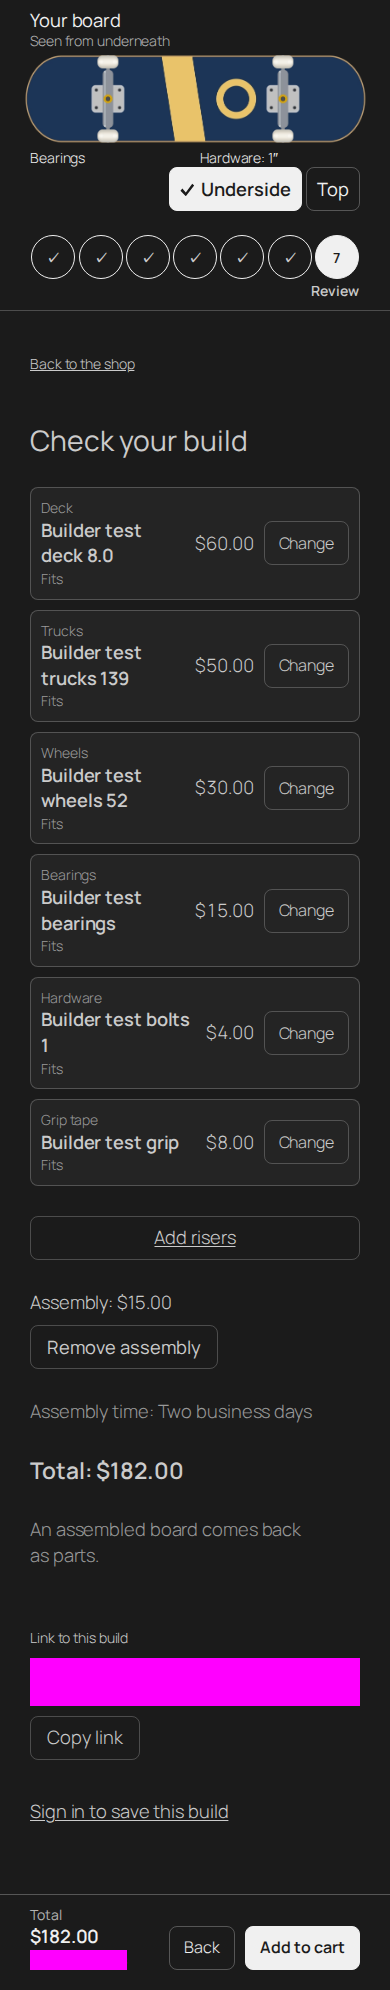 Your board
Seen from underneath
Bearings
Hardware: 1″
✓ Underside
Top
✓ ✓ ✓ ✓ ✓ ✓ 7
Review
Back to the shop
Check your build
Deck
Builder test
deck 8.0
Fits
$60.00
Change
Trucks
Builder test
trucks 139
Fits
$50.00
Change
Wheels
Builder test
wheels 52
Fits
$30.00
Change
Bearings
Builder test
bearings
Fits
$15.00
Change
Hardware
Builder test bolts
1
Fits
$4.00
Change
Grip tape
Builder test grip
Fits
$8.00
Change
Add risers
Assembly: $15.00
Remove assembly
Assembly time: Two business days
Total: $182.00
An assembled board comes back
as parts.
Link to this build
Copy link
Sign in to save this build
Total
$182.00
Back
Add to cart